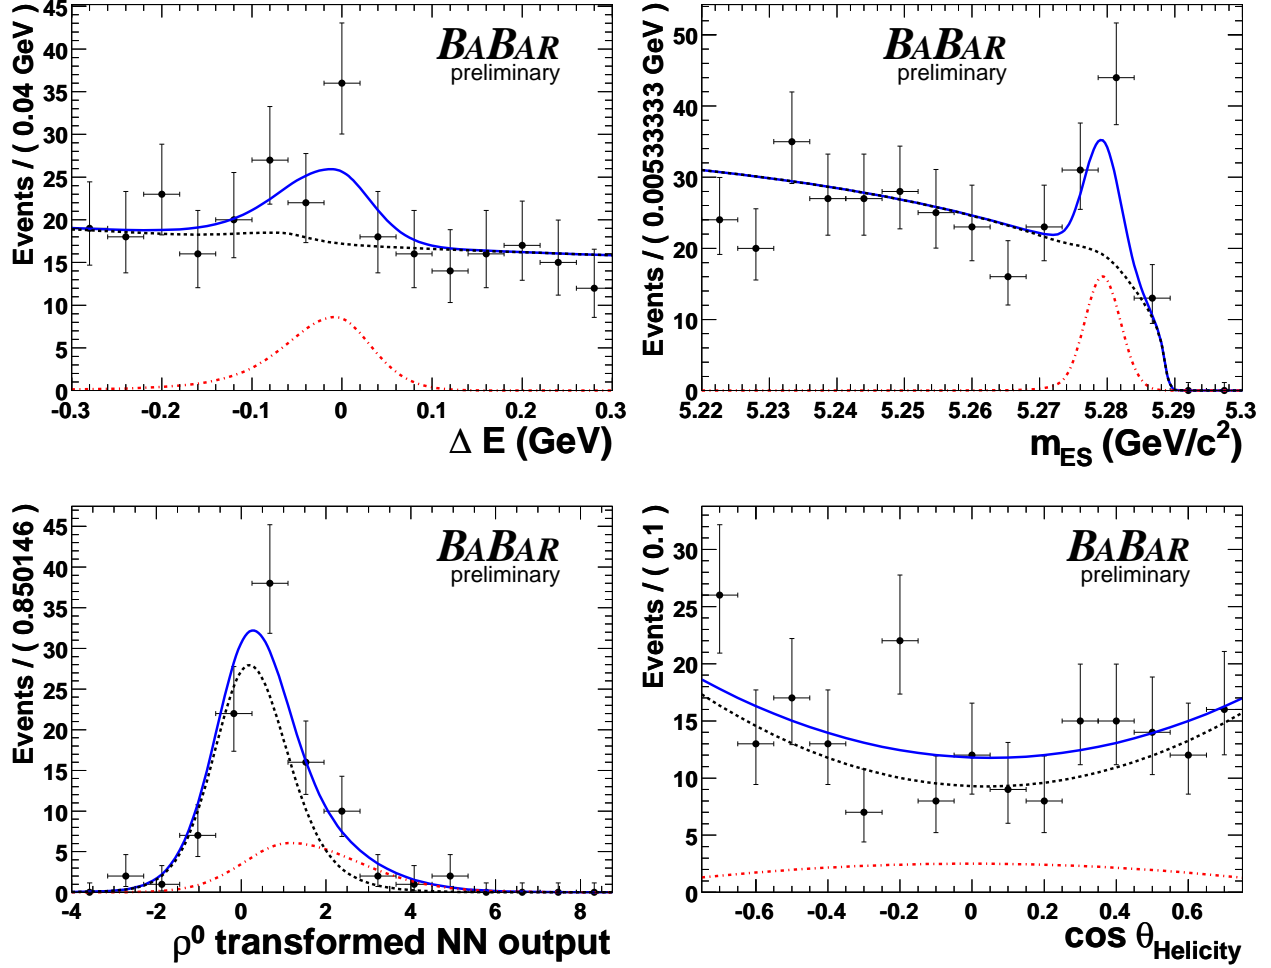 45
40
35
30
25
20
15
10
5
0
Events / ( 0.04 GeV )
BABAR
preliminary
-0.3 -0.2 -0.1 0 0.1 0.2 0.3
Δ E (GeV)
50
40
30
20
10
0
Events / ( 0.00533333 GeV )
BABAR
preliminary
5.22 5.23 5.24 5.25 5.26 5.27 5.28 5.29 5.3
m_ES (GeV/c²)
45
40
35
30
25
20
15
10
5
0
Events / ( 0.850146 )
BABAR
preliminary
-4 -2 0 2 4 6 8
ρ⁰ transformed NN output
30
25
20
15
10
5
0
Events / ( 0.1 )
BABAR
preliminary
-0.6 -0.4 -0.2 0 0.2 0.4 0.6
cos θ_Helicity